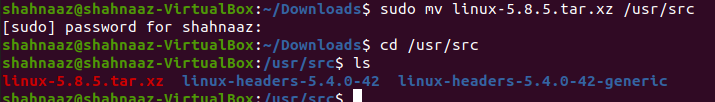 shahnaaz@shahnaaz-VirtualBox:~/Downloads$ sudo mv linux-5.8.5.tar.xz /usr/src
[sudo] password for shahnaaz:
shahnaaz@shahnaaz-VirtualBox:~/Downloads$ cd /usr/src
shahnaaz@shahnaaz-VirtualBox:/usr/src$ ls
linux-5.8.5.tar.xz  linux-headers-5.4.0-42  linux-headers-5.4.0-42-generic
shahnaaz@shahnaaz-VirtualBox:/usr/src$